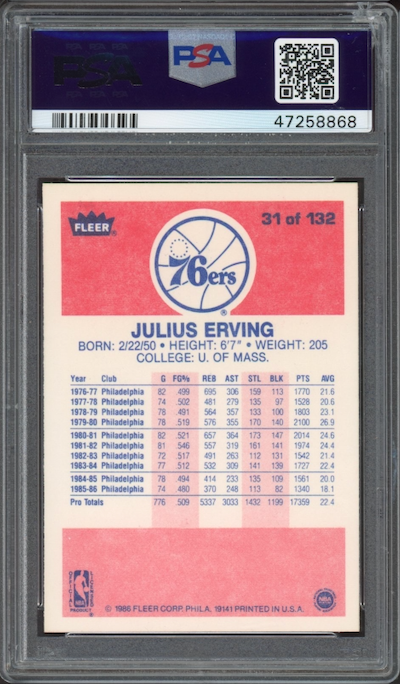 PSA
PSA
47258868
FLEER
31 of 132
76ers
®
JULIUS ERVING
BORN: 2/22/50 • HEIGHT: 6'7" • WEIGHT: 205
COLLEGE: U. OF MASS.
Year Club G FG% REB AST STL BLK PTS AVG
1976-77 Philadelphia 82 .499 695 306 159 113 1770 21.6
1977-78 Philadelphia 74 .502 481 279 135 97 1528 20.6
1978-79 Philadelphia 78 .491 564 357 133 100 1803 23.1
1979-80 Philadelphia 78 .519 576 355 170 140 2100 26.9
1980-81 Philadelphia 82 .521 657 364 173 147 2014 24.6
1981-82 Philadelphia 81 .546 557 319 161 141 1974 24.4
1982-83 Philadelphia 72 .517 491 263 112 131 1542 21.4
1983-84 Philadelphia 77 .512 532 309 141 139 1727 22.4
1984-85 Philadelphia 78 .494 414 233 135 109 1561 20.0
1985-86 Philadelphia 74 .480 370 248 113 82 1340 18.1
Pro Totals 776 .509 5337 3033 1432 1199 17359 22.4
NBA
© 1986 FLEER CORP. PHILA, 19141 PRINTED IN U.S.A.
NBA